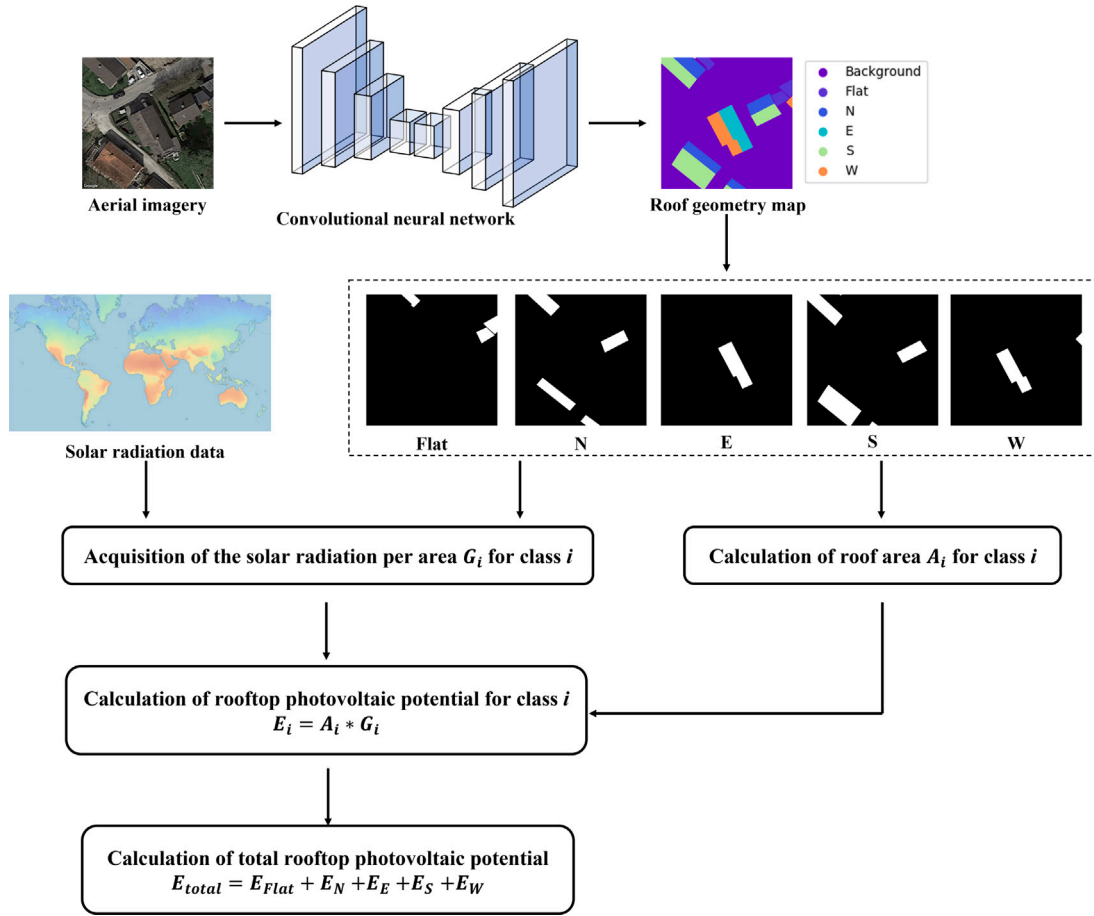 Background
Flat
N
E
S
W
Google
Aerial imagery
Convolutional neural network
Roof geometry map
Flat
N
E
S
W
Solar radiation data
Acquisition of the solar radiation per area G_i for class i
Calculation of roof area A_i for class i
Calculation of rooftop photovoltaic potential for class i
E_i = A_i * G_i
Calculation of total rooftop photovoltaic potential
E_total = E_Flat + E_N + E_E + E_S + E_W